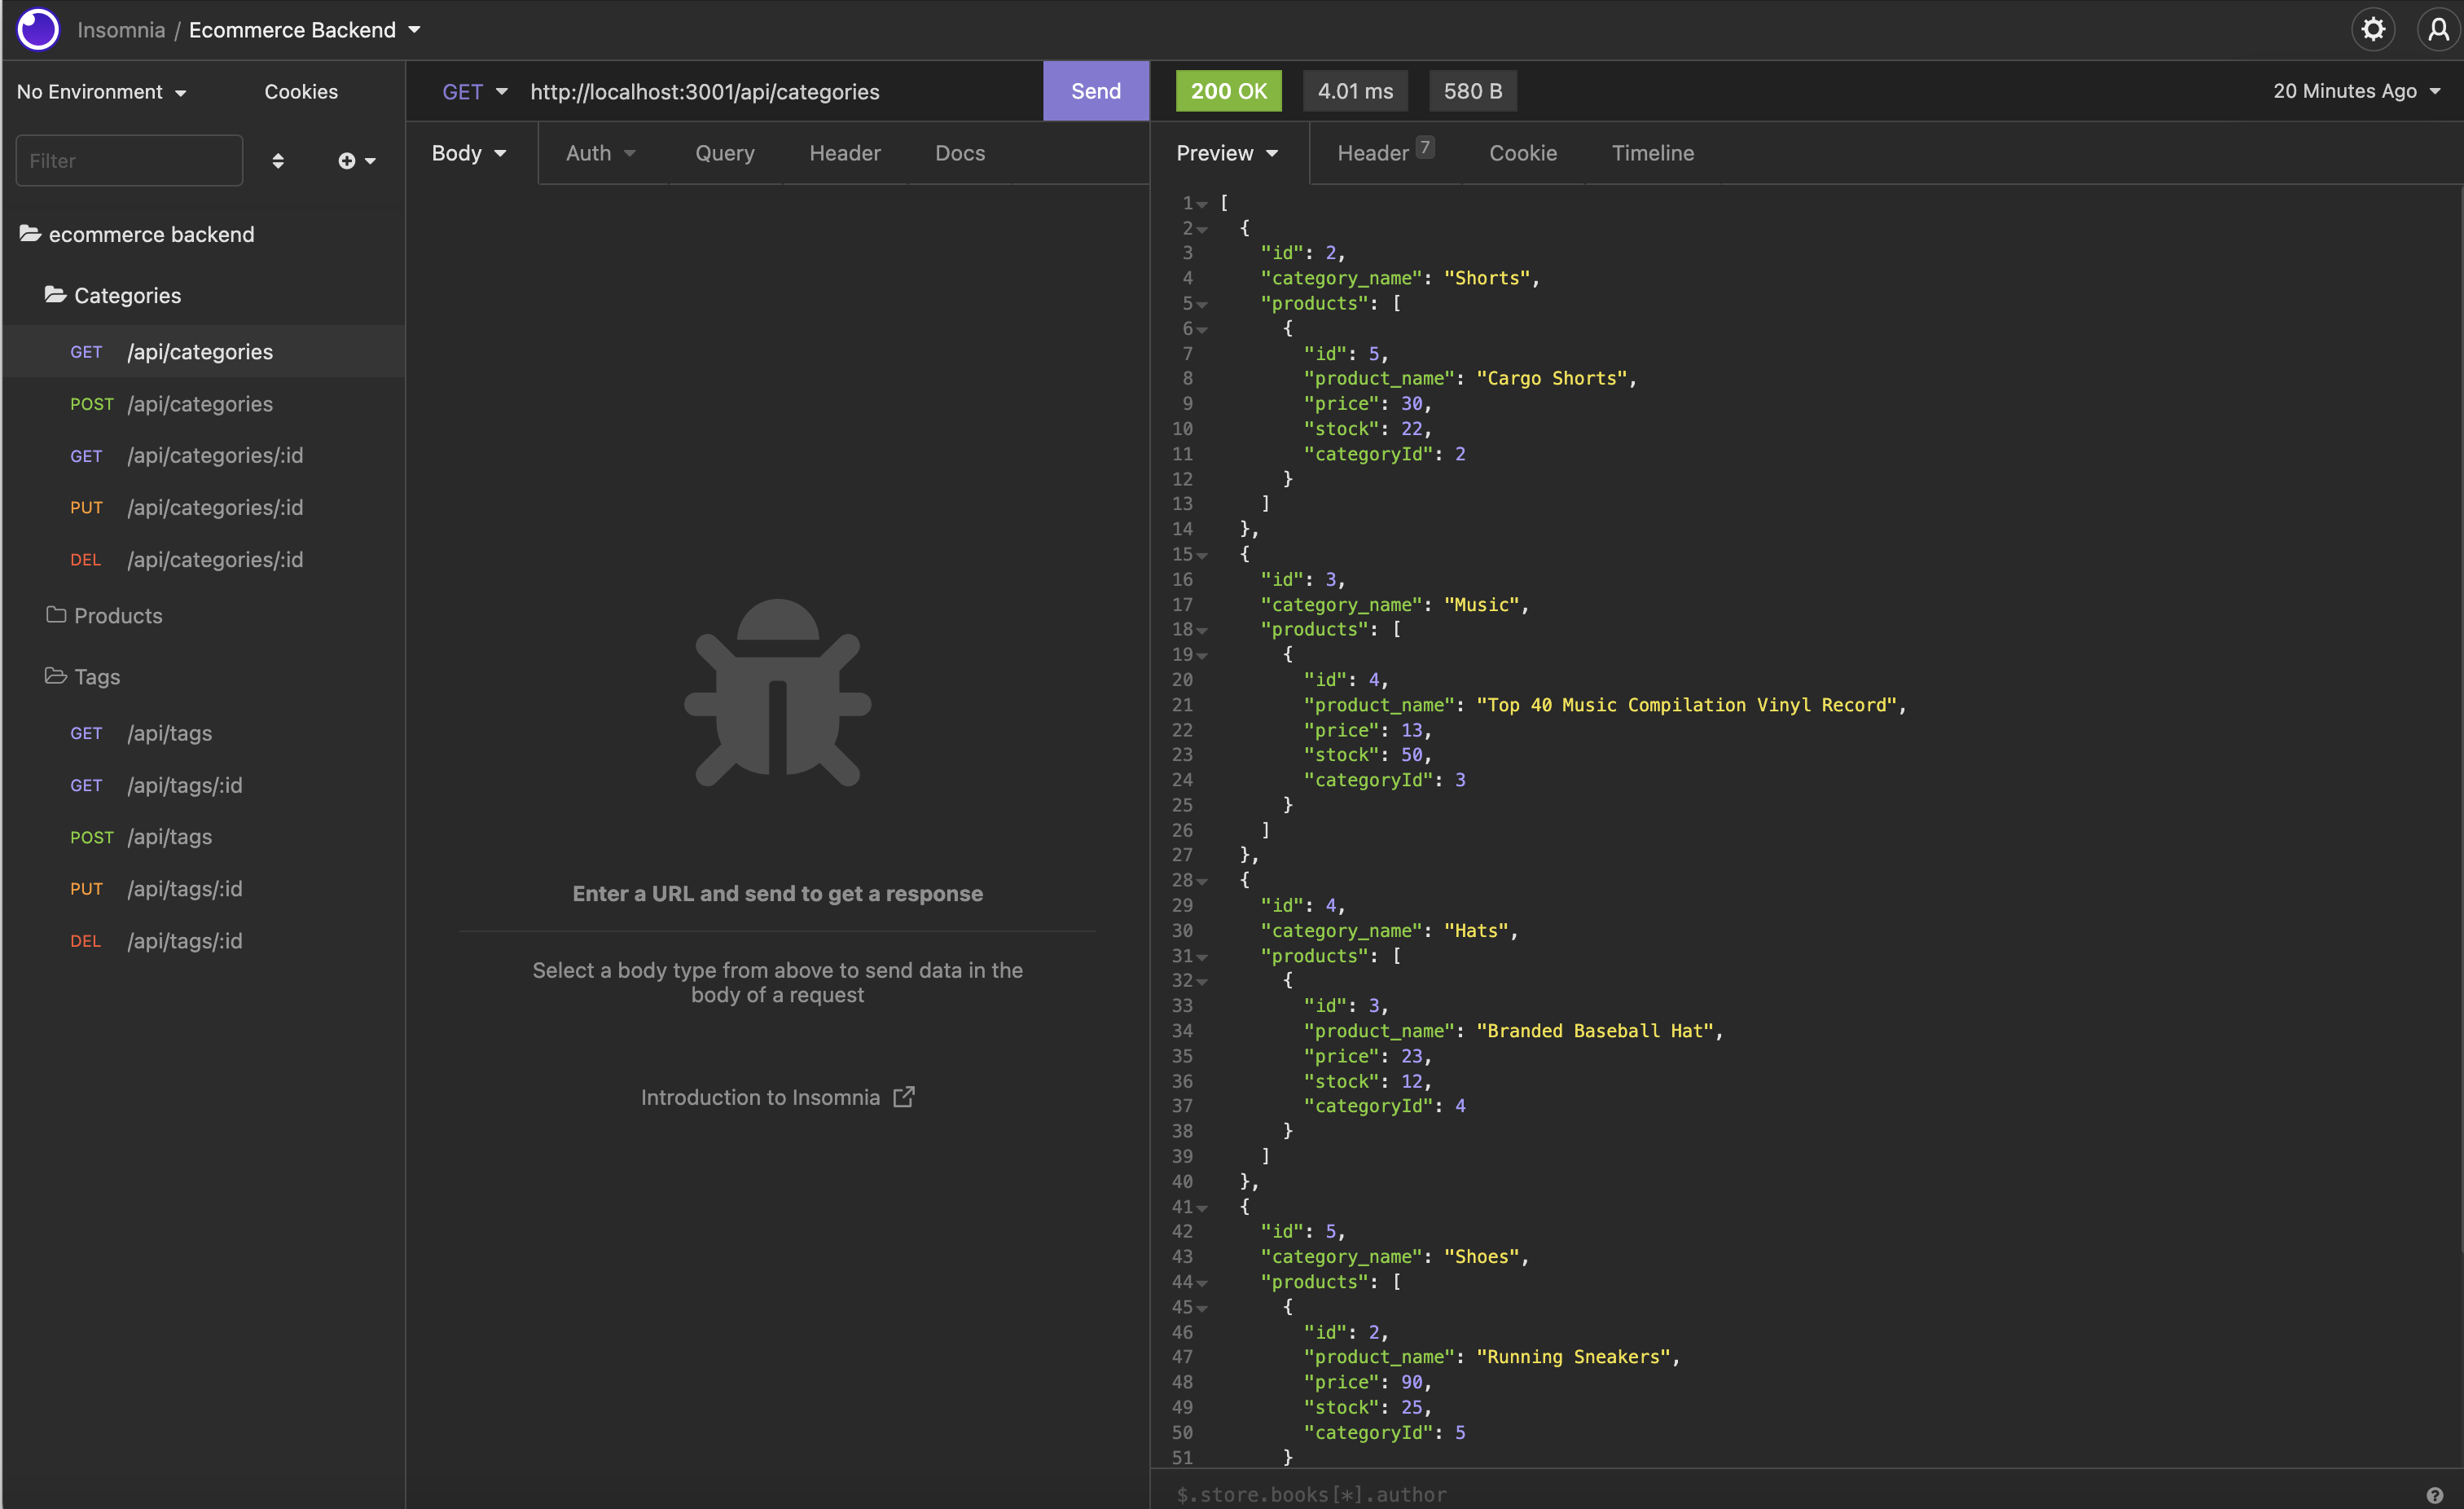 Insomnia / Ecommerce Backend
No Environment
Cookies
Filter
ecommerce backend
Categories
GET /api/categories
POST /api/categories
GET /api/categories/:id
PUT /api/categories/:id
DEL /api/categories/:id
Products
Tags
GET /api/tags
GET /api/tags/:id
POST /api/tags
PUT /api/tags/:id
DEL /api/tags/:id
GET http://localhost:3001/api/categories Send
Body Auth Query Header Docs
Enter a URL and send to get a response
Select a body type from above to send data in the
body of a request
Introduction to Insomnia
200 OK 4.01 ms 580 B 20 Minutes Ago
Preview Header 7 Cookie Timeline
1 [
2 {
3 "id": 2,
4 "category_name": "Shorts",
5 "products": [
6 {
7 "id": 5,
8 "product_name": "Cargo Shorts",
9 "price": 30,
10 "stock": 22,
11 "categoryId": 2
12 }
13 ]
14 },
15 {
16 "id": 3,
17 "category_name": "Music",
18 "products": [
19 {
20 "id": 4,
21 "product_name": "Top 40 Music Compilation Vinyl Record",
22 "price": 13,
23 "stock": 50,
24 "categoryId": 3
25 }
26 ]
27 },
28 {
29 "id": 4,
30 "category_name": "Hats",
31 "products": [
32 {
33 "id": 3,
34 "product_name": "Branded Baseball Hat",
35 "price": 23,
36 "stock": 12,
37 "categoryId": 4
38 }
39 ]
40 },
41 {
42 "id": 5,
43 "category_name": "Shoes",
44 "products": [
45 {
46 "id": 2,
47 "product_name": "Running Sneakers",
48 "price": 90,
49 "stock": 25,
50 "categoryId": 5
51 }
$.store.books[*].author